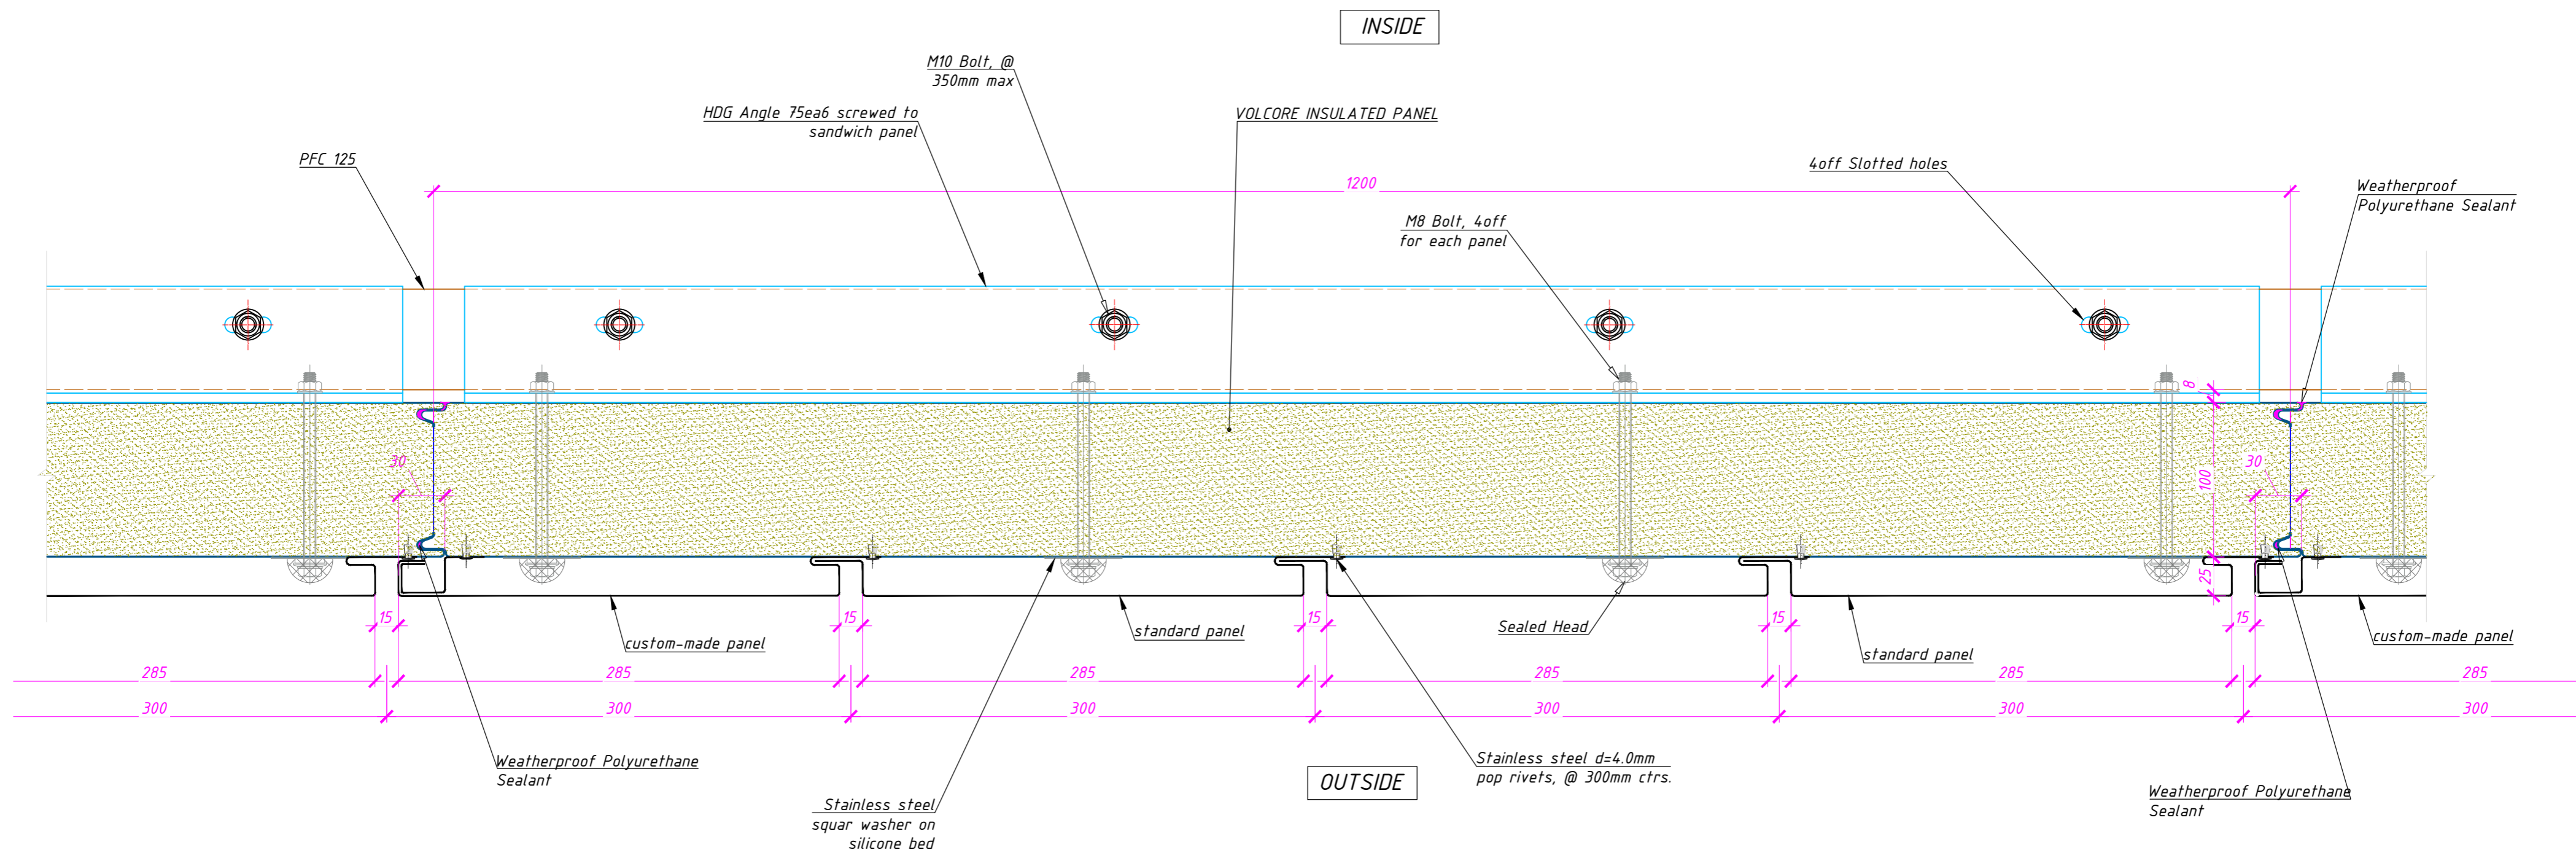 INSIDE
M10 Bolt, @
350mm max
HDG Angle 75ea6 screwed to
sandwich panel
VOLCORE INSULATED PANEL
PFC 125
4off Slotted holes
1200
Weatherproof
Polyurethane Sealant
M8 Bolt, 4off
for each panel
8
30
100
30
25
15
15
15
15
15
custom-made panel
standard panel
Sealed Head
standard panel
custom-made panel
285
285
285
285
285
285
300
300
300
300
300
300
Weatherproof Polyurethane
Sealant
Stainless steel
squar washer on
silicone bed
OUTSIDE
Stainless steel d=4.0mm
pop rivets, @ 300mm ctrs.
Weatherproof Polyurethane
Sealant